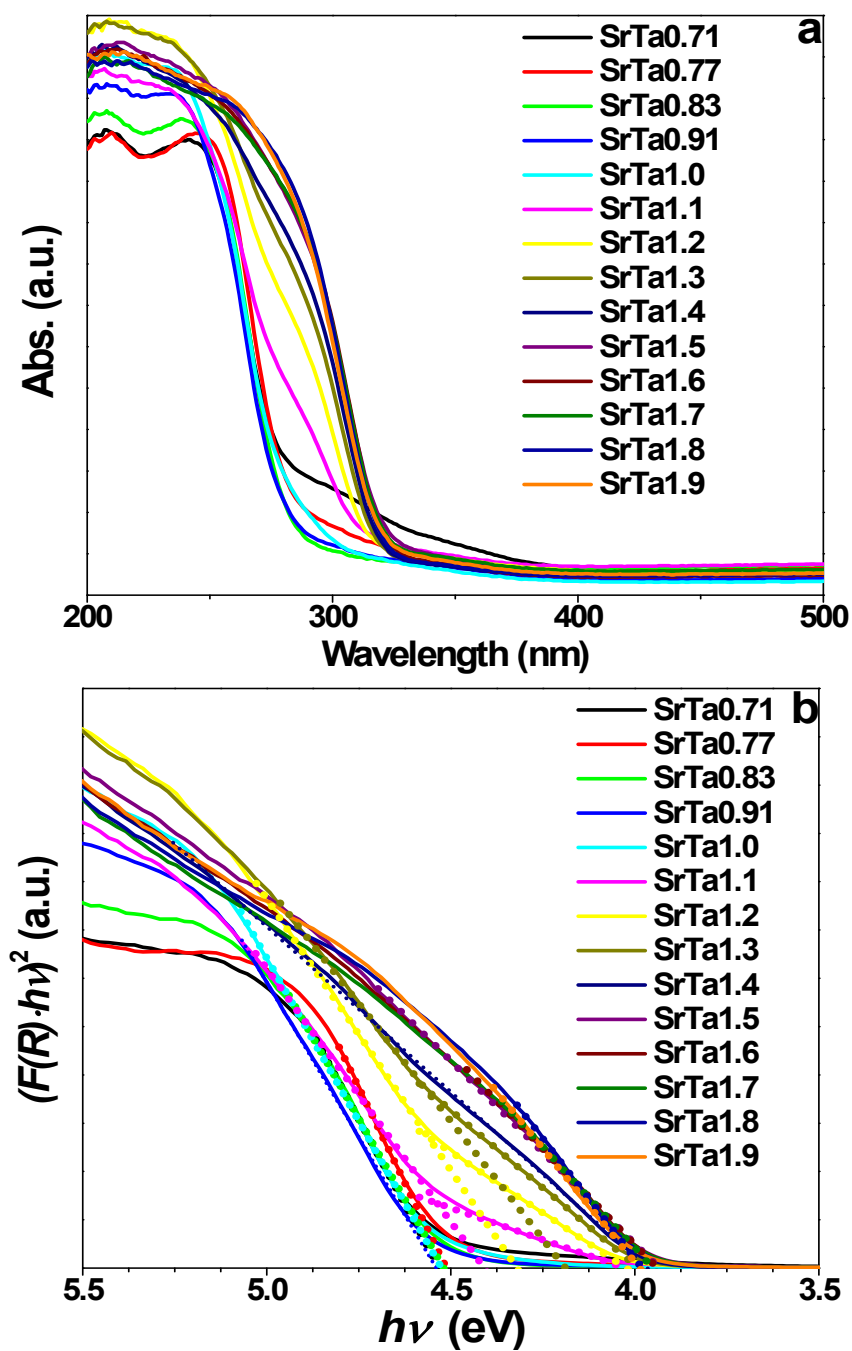 a
SrTa0.71
SrTa0.77
SrTa0.83
SrTa0.91
SrTa1.0
SrTa1.1
SrTa1.2
SrTa1.3
SrTa1.4
SrTa1.5
SrTa1.6
SrTa1.7
SrTa1.8
SrTa1.9
Abs. (a.u.)
200 300 400 500
Wavelength (nm)
b
SrTa0.71
SrTa0.77
SrTa0.83
SrTa0.91
SrTa1.0
SrTa1.1
SrTa1.2
SrTa1.3
SrTa1.4
SrTa1.5
SrTa1.6
SrTa1.7
SrTa1.8
SrTa1.9
(F(R)·hν)² (a.u.)
5.5 5.0 4.5 4.0 3.5
hν (eV)